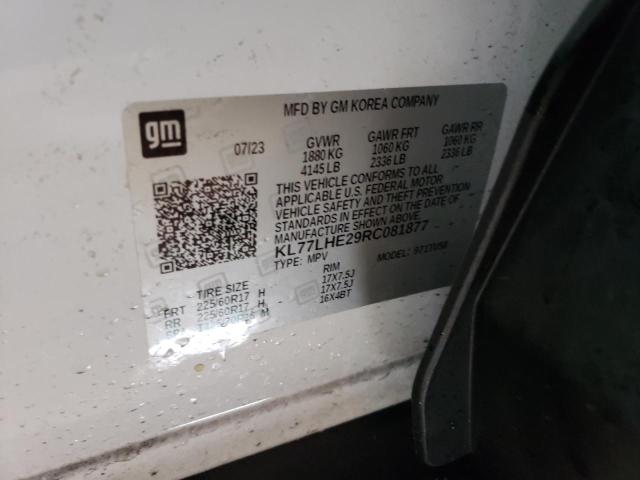 MFD BY GM KOREA COMPANY
gm
07/23 GVWR GAWR FRT GAWR RR
1880 KG 1060 KG 1060 KG
4145 LB 2336 LB 2336 LB
THIS VEHICLE CONFORMS TO ALL
APPLICABLE U.S. FEDERAL MOTOR
VEHICLE SAFETY AND THEFT PREVENTION
STANDARDS IN EFFECT ON THE DATE OF
MANUFACTURE SHOWN ABOVE.
KL77LHE29RC081877
TYPE: MPV MODEL:
TIRE SIZE RIM
FRT 225/60R17 H 17X7.5J
RR 225/60R17 H 17X7.5J
M 16X4BT